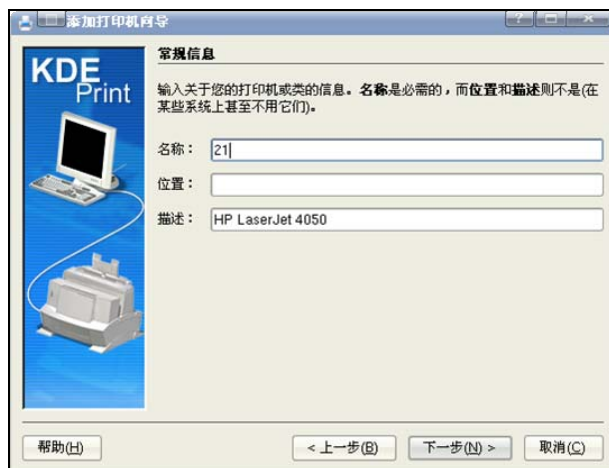 添加打印机向导
KDE
Print
常规信息
输入关于您的打印机或类的信息。名称是必需的，而位置和描述则不是(在
某些系统上甚至不用它们)。
名称： 21
位置：
描述： HP LaserJet 4050
帮助(H) < 上一步(B) 下一步(N) > 取消(C)